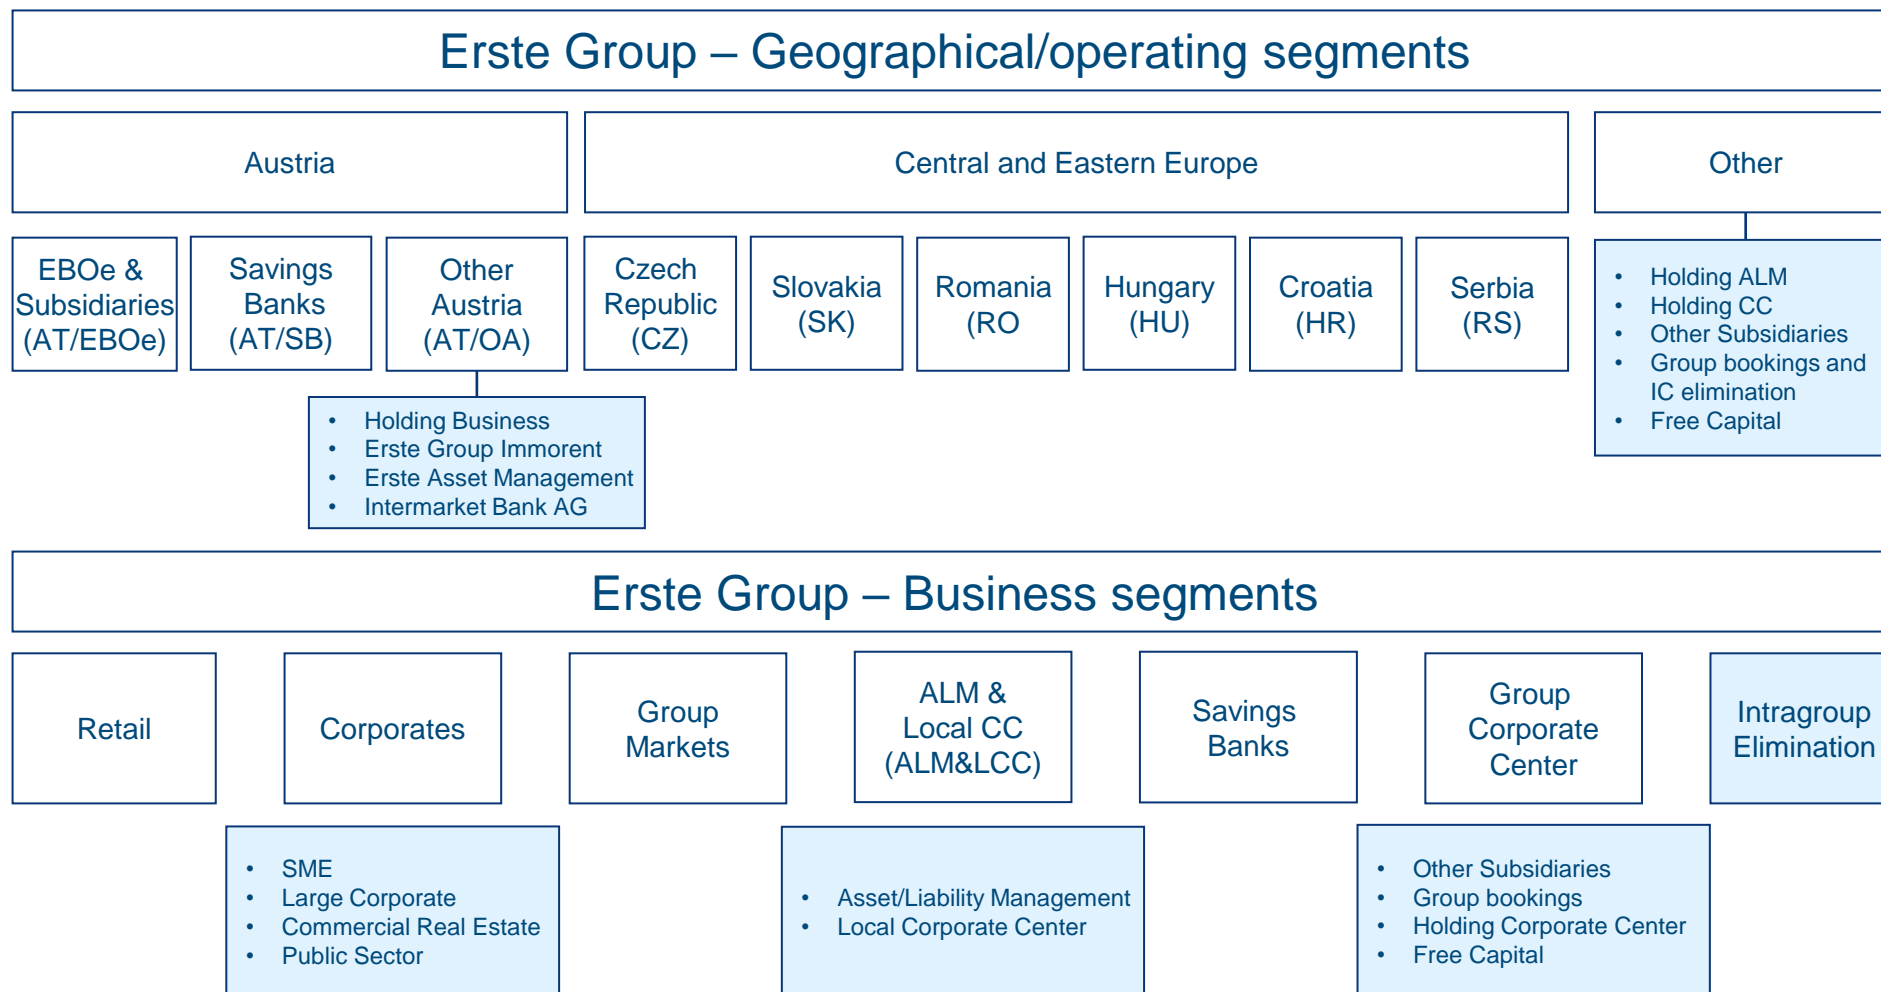 Erste Group – Geographical/operating segments
Austria
Central and Eastern Europe
Other
EBOe &
Subsidiaries
(AT/EBOe)
Savings
Banks
(AT/SB)
Other
Austria
(AT/OA)
Czech
Republic
(CZ)
Slovakia
(SK)
Romania
(RO
Hungary
(HU)
Croatia
(HR)
Serbia
(RS)
• Holding ALM
• Holding CC
• Other Subsidiaries
• Group bookings and
IC elimination
• Free Capital
• Holding Business
• Erste Group Immorent
• Erste Asset Management
• Intermarket Bank AG
Erste Group – Business segments
Retail
Corporates
Group
Markets
ALM &
Local CC
(ALM&LCC)
Savings
Banks
Group
Corporate
Center
Intragroup
Elimination
• SME
• Large Corporate
• Commercial Real Estate
• Public Sector
• Asset/Liability Management
• Local Corporate Center
• Other Subsidiaries
• Group bookings
• Holding Corporate Center
• Free Capital